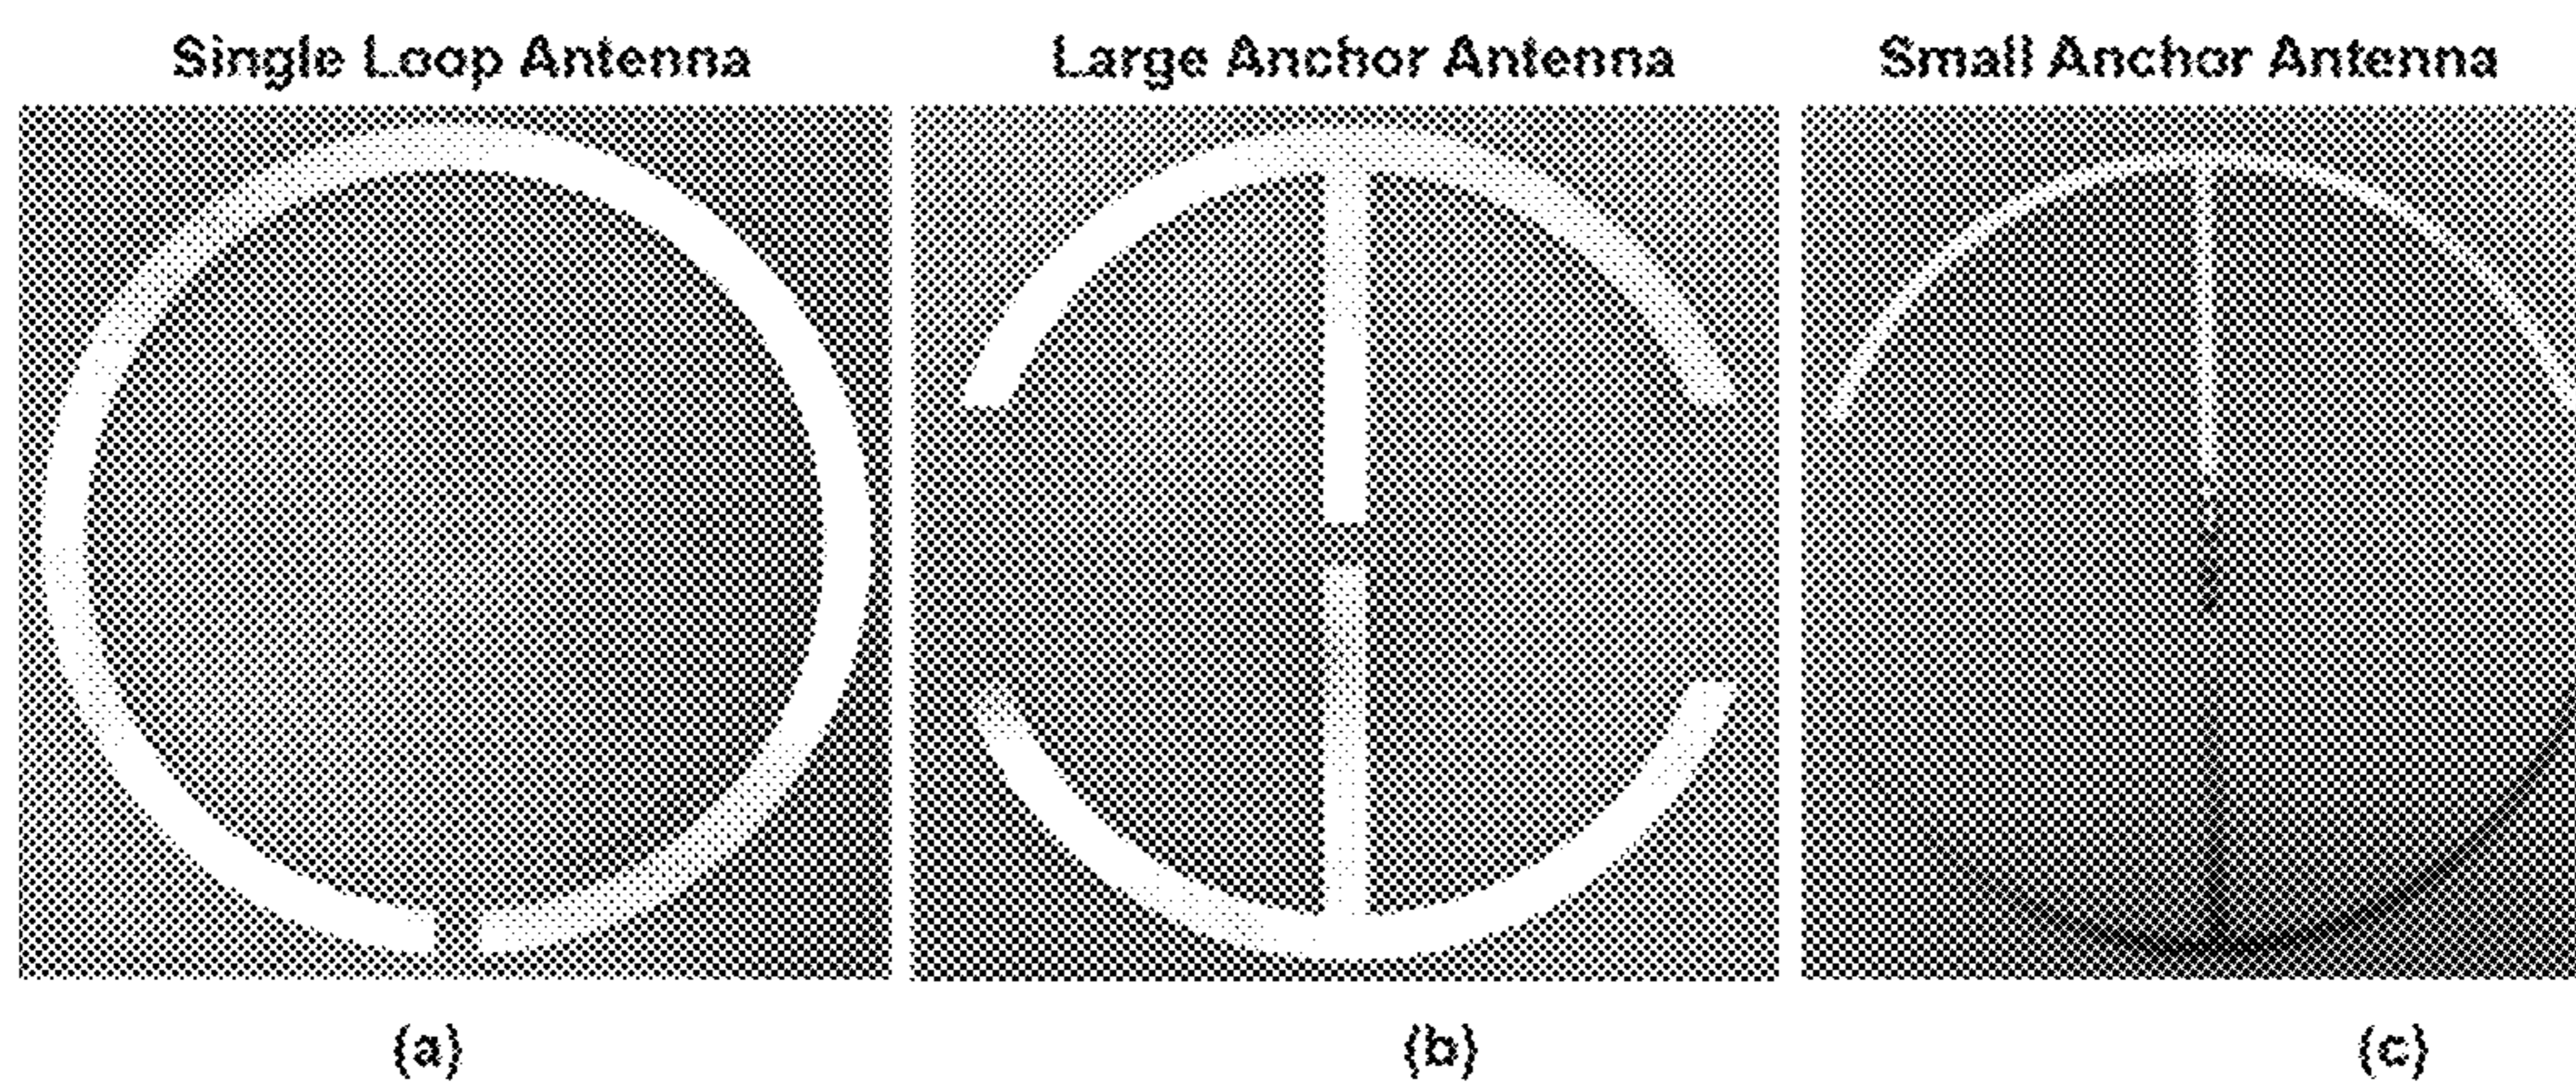 Single Loop Antenna
Large Anchor Antenna
Small Anchor Antenna
(a)
(b)
(c)